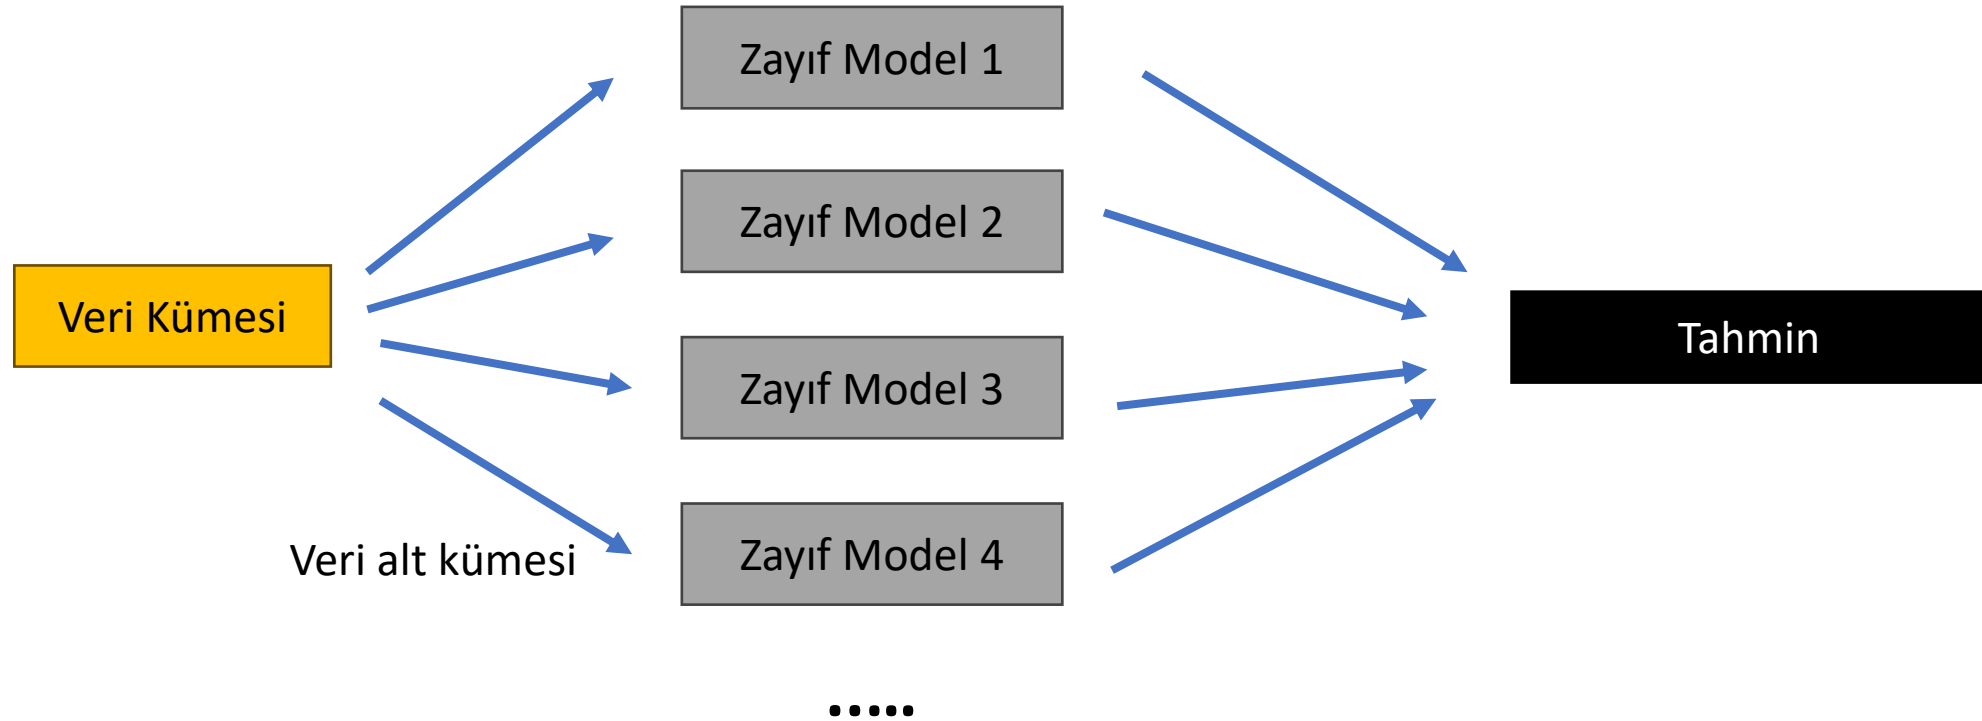 Zayıf Model 1
Zayıf Model 2
Veri Kümesi
Tahmin
Zayıf Model 3
Zayıf Model 4
Veri alt kümesi
.....